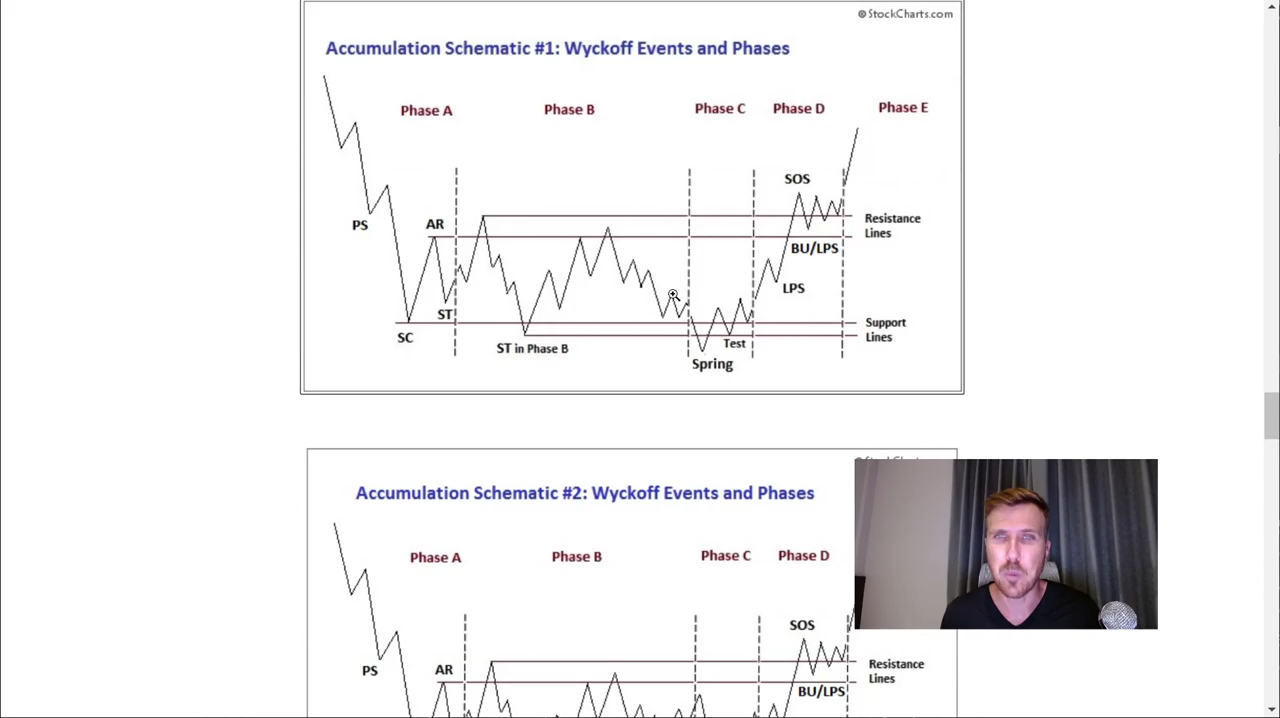 © StockCharts.com
Accumulation Schematic #1: Wyckoff Events and Phases
Phase A
Phase B
Phase C
Phase D
Phase E
PS
AR
SC
ST
ST in Phase B
Spring
Test
SOS
LPS
BU/LPS
Resistance
Lines
Support
Lines
Accumulation Schematic #2: Wyckoff Events and Phases
Phase A
Phase B
Phase C
Phase D
PS
AR
SOS
BU/LPS
Resistance
Lines